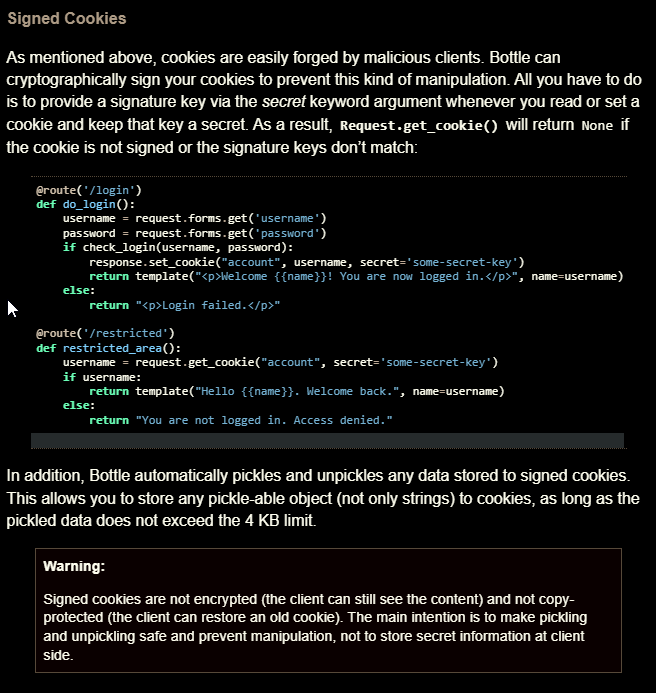 Signed Cookies
As mentioned above, cookies are easily forged by malicious clients. Bottle can
cryptographically sign your cookies to prevent this kind of manipulation. All you have to do
is to provide a signature key via the secret keyword argument whenever you read or set a
cookie and keep that key a secret. As a result, Request.get_cookie() will return None if
the cookie is not signed or the signature keys don’t match:
@route('/login')
def do_login():
    username = request.forms.get('username')
    password = request.forms.get('password')
    if check_login(username, password):
        response.set_cookie("account", username, secret='some-secret-key')
        return template("<p>Welcome {{name}}! You are now logged in.</p>", name=username)
    else:
        return "<p>Login failed.</p>"
@route('/restricted')
def restricted_area():
    username = request.get_cookie("account", secret='some-secret-key')
    if username:
        return template("Hello {{name}}. Welcome back.", name=username)
    else:
        return "You are not logged in. Access denied."
In addition, Bottle automatically pickles and unpickles any data stored to signed cookies.
This allows you to store any pickle-able object (not only strings) to cookies, as long as the
pickled data does not exceed the 4 KB limit.
Warning:
Signed cookies are not encrypted (the client can still see the content) and not copy-
protected (the client can restore an old cookie). The main intention is to make pickling
and unpickling safe and prevent manipulation, not to store secret information at client
side.